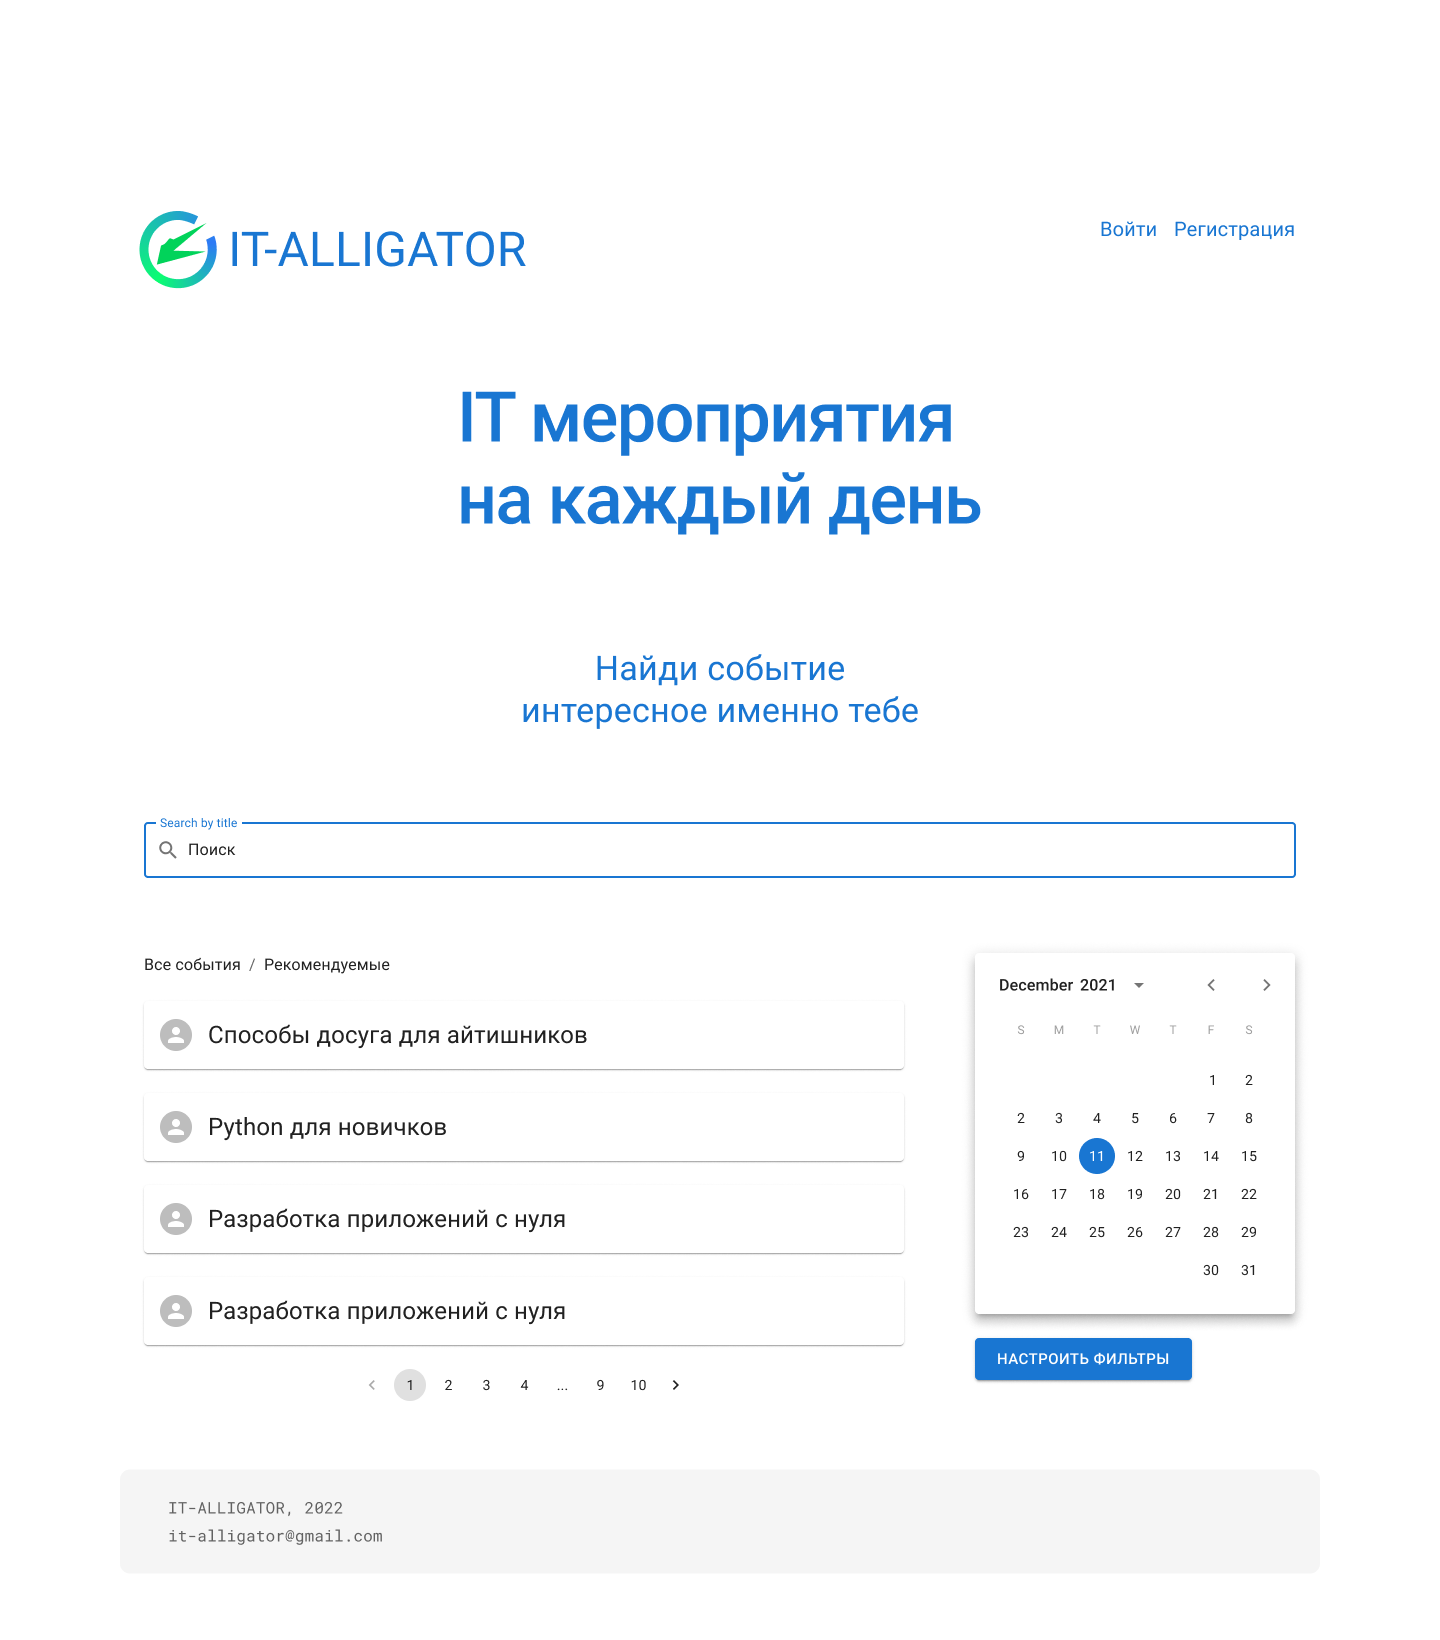 IT-ALLIGATOR
Войти Регистрация
IT мероприятия
на каждый день
Найди событие
интересное именно тебе
Search by title
Поиск
Все события / Рекомендуемые
Способы досуга для айтишников
Python для новичков
Разработка приложений с нуля
Разработка приложений с нуля
1 2 3 4 ... 9 10
December 2021
S M T W T F S
1 2
2 3 4 5 6 7 8
9 10 11 12 13 14 15
16 17 18 19 20 21 22
23 24 25 26 27 28 29
30 31
НАСТРОИТЬ ФИЛЬТРЫ
IT-ALLIGATOR, 2022
it-alligator@gmail.com